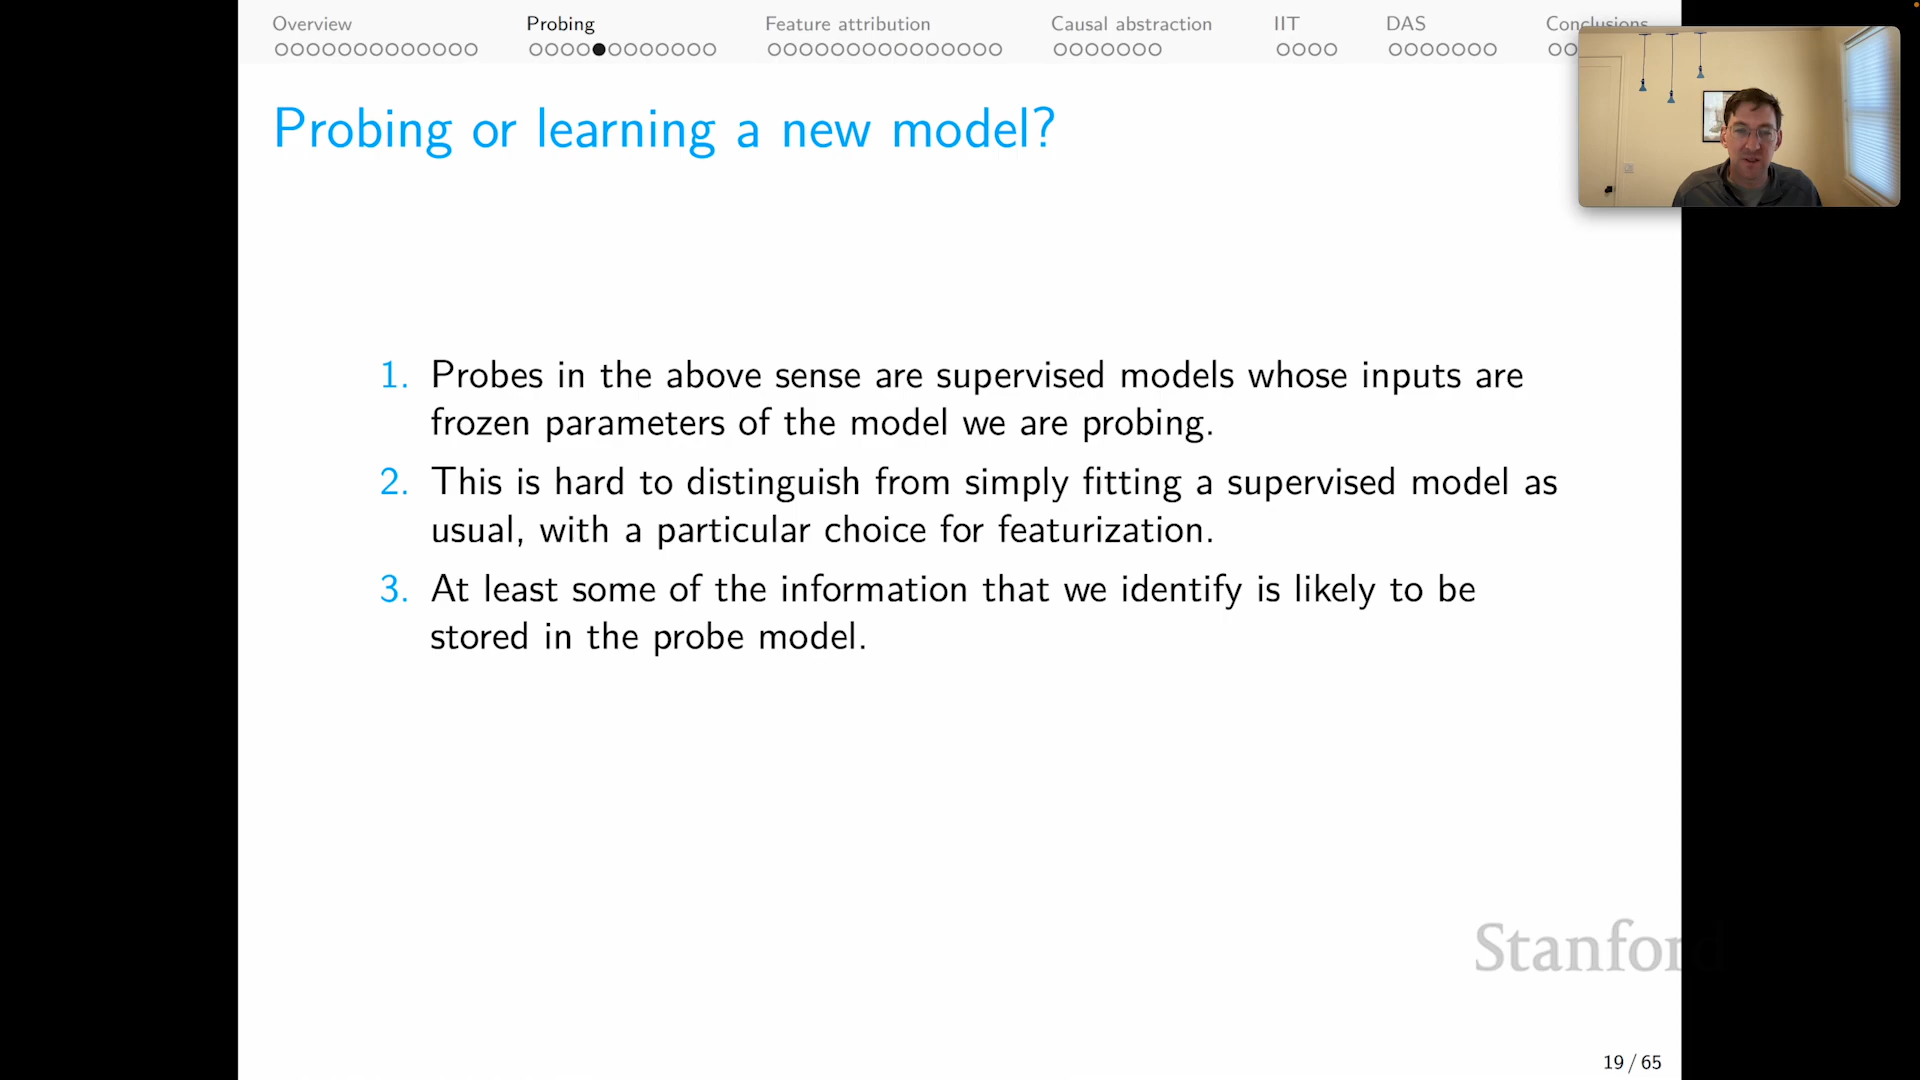 Overview Probing Feature attribution Causal abstraction IIT DAS Conclusions
Probing or learning a new model?
1. Probes in the above sense are supervised models whose inputs are
frozen parameters of the model we are probing.
2. This is hard to distinguish from simply fitting a supervised model as
usual, with a particular choice for featurization.
3. At least some of the information that we identify is likely to be
stored in the probe model.
Stanford
19 / 65